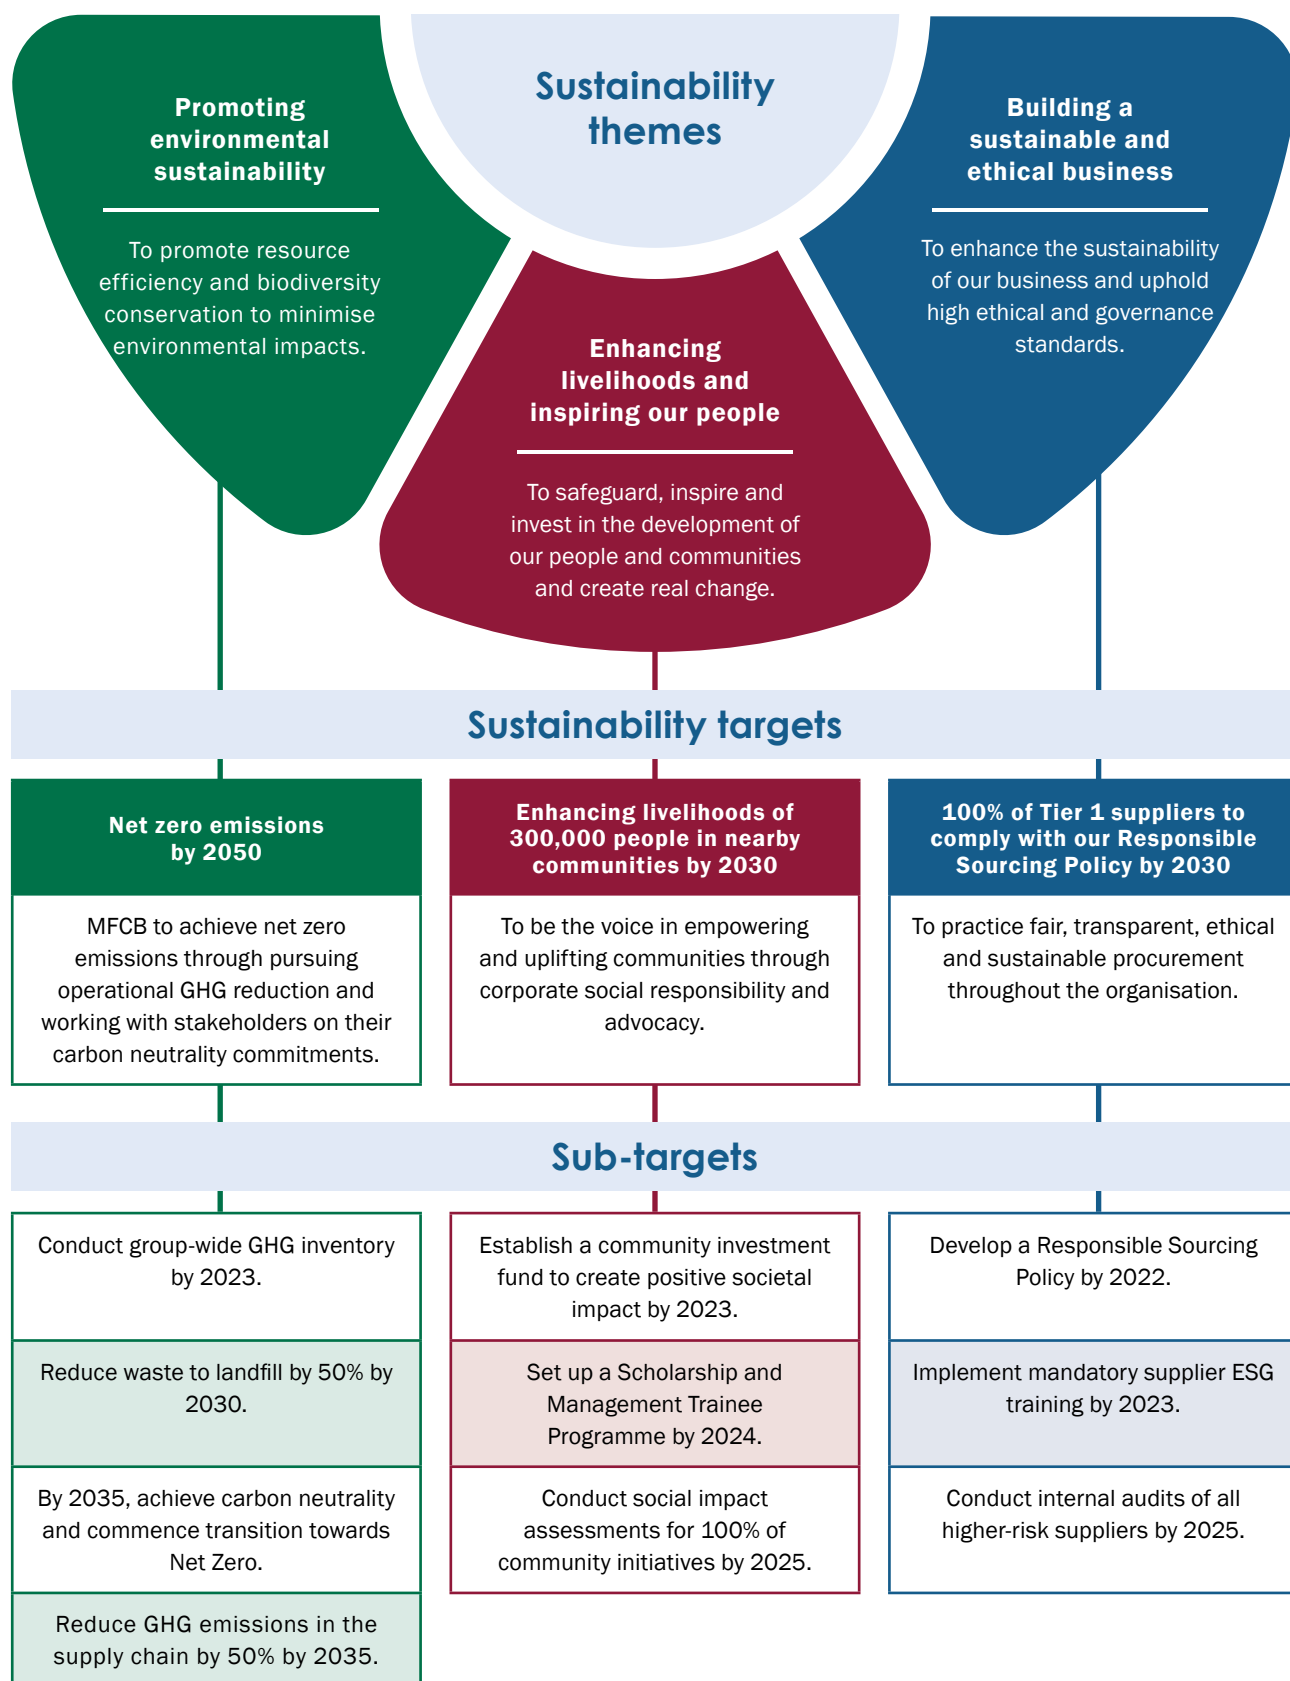 Sustainability
themes
Promoting
environmental
sustainability
To promote resource
efficiency and biodiversity
conservation to minimise
environmental impacts.
Enhancing
livelihoods and
inspiring our people
To safeguard, inspire and
invest in the development of
our people and communities
and create real change.
Building a
sustainable and
ethical business
To enhance the sustainability
of our business and uphold
high ethical and governance
standards.
Sustainability targets
Net zero emissions
by 2050
MFCB to achieve net zero
emissions through pursuing
operational GHG reduction and
working with stakeholders on their
carbon neutrality commitments.
Enhancing livelihoods of
300,000 people in nearby
communities by 2030
To be the voice in empowering
and uplifting communities through
corporate social responsibility and
advocacy.
100% of Tier 1 suppliers to
comply with our Responsible
Sourcing Policy by 2030
To practice fair, transparent, ethical
and sustainable procurement
throughout the organisation.
Sub-targets
Conduct group-wide GHG inventory
by 2023.
Reduce waste to landfill by 50% by
2030.
By 2035, achieve carbon neutrality
and commence transition towards
Net Zero.
Reduce GHG emissions in the
supply chain by 50% by 2035.
Establish a community investment
fund to create positive societal
impact by 2023.
Set up a Scholarship and
Management Trainee
Programme by 2024.
Conduct social impact
assessments for 100% of
community initiatives by 2025.
Develop a Responsible Sourcing
Policy by 2022.
Implement mandatory supplier ESG
training by 2023.
Conduct internal audits of all
higher-risk suppliers by 2025.